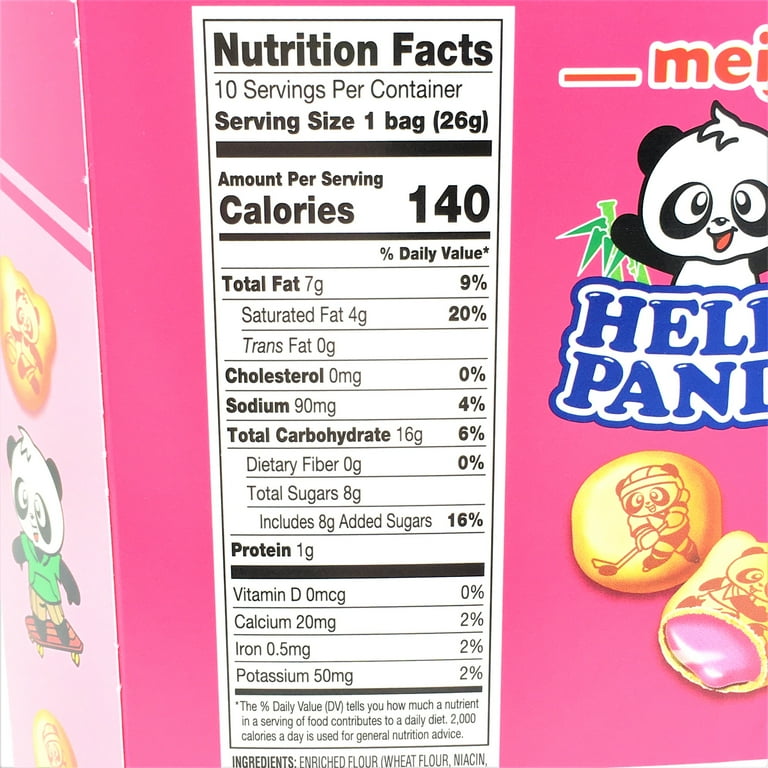 Nutrition Facts
10 Servings Per Container
Serving Size 1 bag (26g)
Amount Per Serving
Calories 140
% Daily Value*
Total Fat 7g 9%
Saturated Fat 4g 20%
Trans Fat 0g
Cholesterol 0mg 0%
Sodium 90mg 4%
Total Carbohydrate 16g 6%
Dietary Fiber 0g 0%
Total Sugars 8g
Includes 8g Added Sugars 16%
Protein 1g
Vitamin D 0mcg 0%
Calcium 20mg 2%
Iron 0.5mg 2%
Potassium 50mg 2%
*The % Daily Value (DV) tells you how much a nutrient
in a serving of food contributes to a daily diet. 2,000
calories a day is used for general nutrition advice.
INGREDIENTS: ENRICHED FLOUR (WHEAT FLOUR, NIACIN,
mei
HEL
PAN